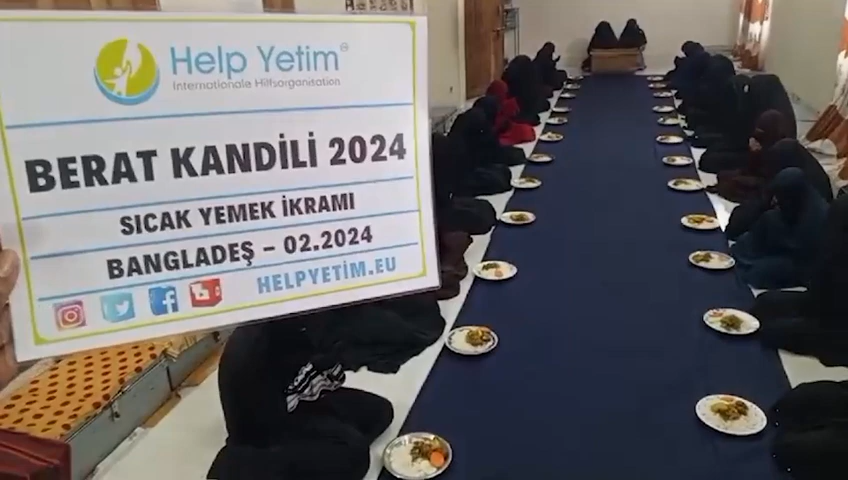 Help Yetim
Internationale Hilfsorganisation
BERAT KANDİLİ 2024
SICAK YEMEK İKRAMI
BANGLADEŞ – 02.2024
HELPYETIM.EU